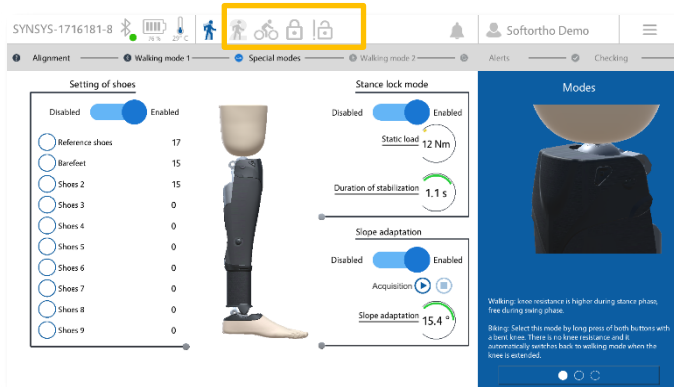 SYNSYS-1716181-8
76 %
29° C
Softortho Demo
Alignment
Walking mode 1
Special modes
Walking mode 2
Alerts
Checking
Setting of shoes
Disabled
Enabled
Reference shoes 17
Barefeet 15
Shoes 2 15
Shoes 3 0
Shoes 4 0
Shoes 5 0
Shoes 6 0
Shoes 7 0
Shoes 8 0
Shoes 9 0
Stance lock mode
Disabled
Enabled
Static load 12 Nm
Duration of stabilization 1.1 s
Slope adaptation
Disabled
Enabled
Acquisition
Slope adaptation 15.4 °
Modes
Walking: knee resistance is higher during stance phase,
free during swing phase.
Biking: Select this mode by long press of both buttons with
a bent knee. There is no knee resistance and it
automatically switches back to walking mode when the
knee is extended.